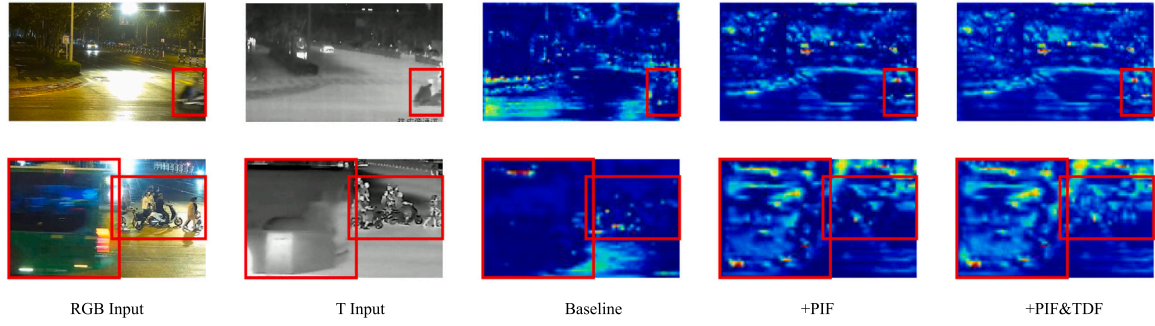 RGB Input
T Input
Baseline
+PIF
+PIF&TDF